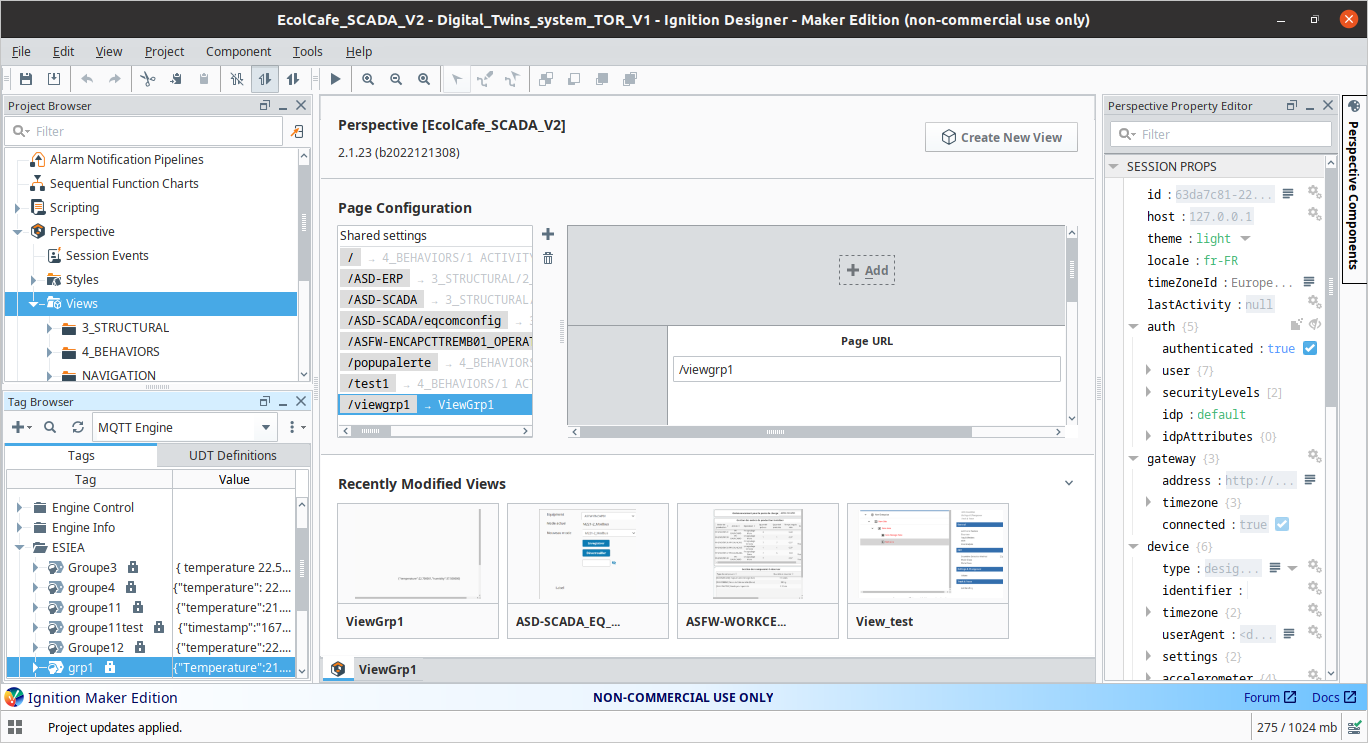 EcolCafe_SCADA_V2 - Digital_Twins_system_TOR_V1 - Ignition Designer - Maker Edition (non-commercial use only)
File Edit View Project Component Tools Help
Project Browser
Filter
Alarm Notification Pipelines
Sequential Function Charts
Scripting
Perspective
Session Events
Styles
Views
3_STRUCTURAL
4_BEHAVIORS
NAVIGATION
Tag Browser
MQTT Engine
Tags UDT Definitions
Tag Value
Engine Control
Engine Info
ESIEA
Groupe3 { temperature 22.5...
groupe4 {"temperature": 22....
groupe11 {"temperature":21....
groupe11test {"timestamp":"167...
Groupe12 {"temperature":22....
grp1 {"Temperature":21....
Perspective [EcolCafe_SCADA_V2]
2.1.23 (b2022121308)
Create New View
Page Configuration
Shared settings
/ → 4_BEHAVIORS/1 ACTIVITY
/ASD-ERP → 3_STRUCTURAL/2_
/ASD-SCADA → 3_STRUCTURAL/
/ASD-SCADA/eqcomconfig →
/ASFW-ENCAPCTTREMB01_OPERAT
/popupalerte → 4_BEHAVIORS
/test1 → 4_BEHAVIORS/1 ACT
/viewgrp1 → ViewGrp1
+ Add
Page URL
/viewgrp1
Recently Modified Views
ViewGrp1
ASD-SCADA_EQ_...
ASFW-WORKCE...
View_test
ViewGrp1
Perspective Property Editor
Filter
SESSION PROPS
id : 63da7c81-22...
host : 127.0.0.1
theme : light
locale : fr-FR
timeZoneId : Europe...
lastActivity : null
auth {5}
authenticated : true
user {7}
securityLevels [2]
idp : default
idpAttributes {0}
gateway {3}
address : http://...
timezone {3}
connected : true
device {6}
type : desig...
identifier :
timezone {2}
userAgent : <d...
settings {2}
accelerometer {4}
Perspective Components
Ignition Maker Edition
NON-COMMERCIAL USE ONLY
Forum Docs
Project updates applied.
275 / 1024 mb